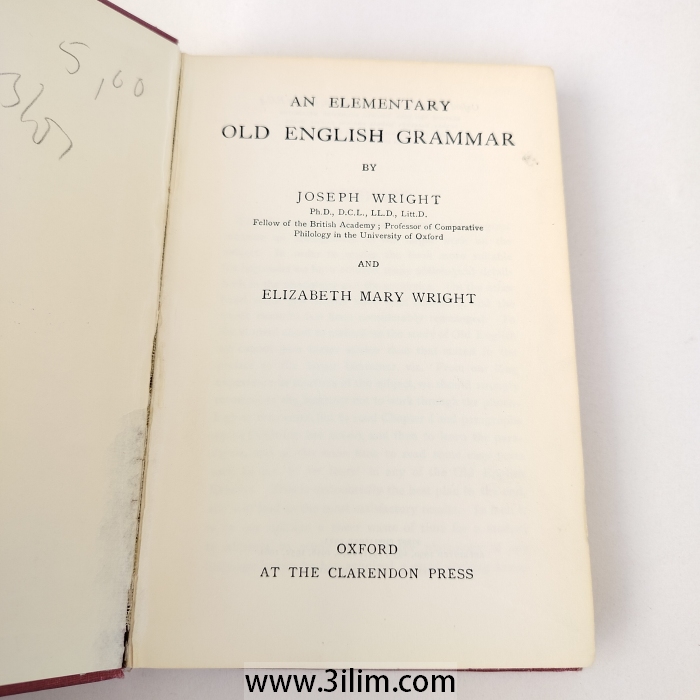 5,00
AN ELEMENTARY
OLD ENGLISH GRAMMAR
BY
JOSEPH WRIGHT
Ph.D., D.C.L., LL.D., Litt.D.
Fellow of the British Academy; Professor of Comparative
Philology in the University of Oxford
AND
ELIZABETH MARY WRIGHT
OXFORD
AT THE CLARENDON PRESS
www.3ilim.com